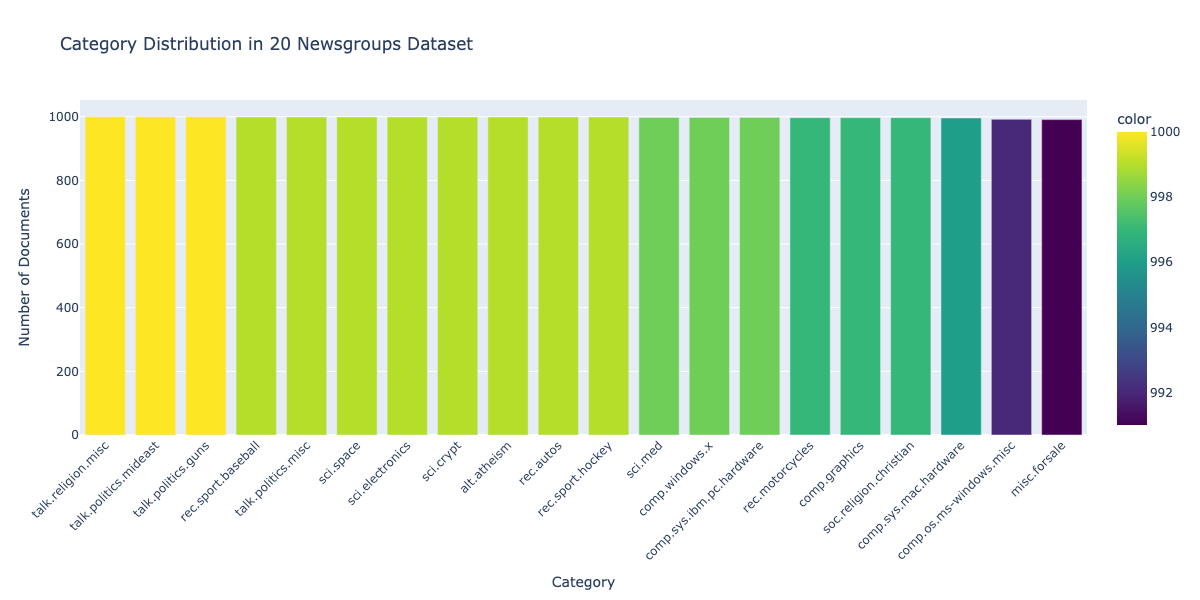 Category Distribution in 20 Newsgroups Dataset
color
1000
998
996
994
992
Number of Documents
1000
800
600
400
200
0
talk.religion.misc
talk.politics.mideast
talk.politics.guns
rec.sport.baseball
talk.politics.misc
sci.space
sci.electronics
sci.crypt
alt.atheism
rec.autos
rec.sport.hockey
sci.med
comp.windows.x
comp.sys.ibm.pc.hardware
rec.motorcycles
comp.graphics
soc.religion.christian
comp.sys.mac.hardware
comp.os.ms-windows.misc
misc.forsale
Category